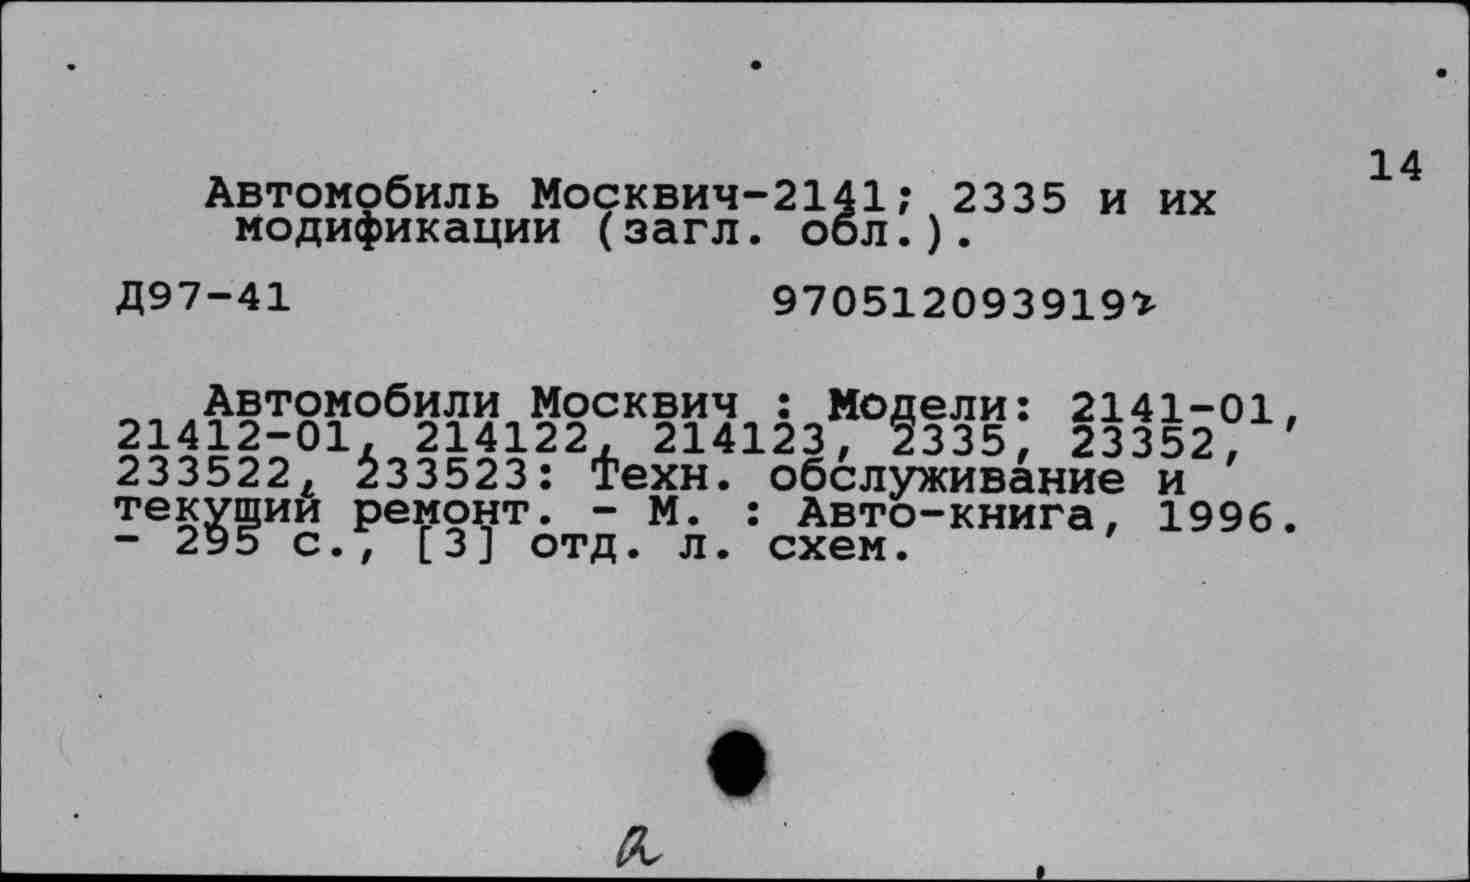 14
Автомобиль Москвич-2141; 2335 и их
модификации (загл. обл.).
Д97-41 970512093919
Автомобили Москвич : Модели: 2141-01,
21412-01, 214122, 214123, 2335, 23352,
233522, 233523: Техн. обслуживание и
текущий ремонт. - М. : Авто-книга, 1996.
- 295 с., [3] отд. л. схем.